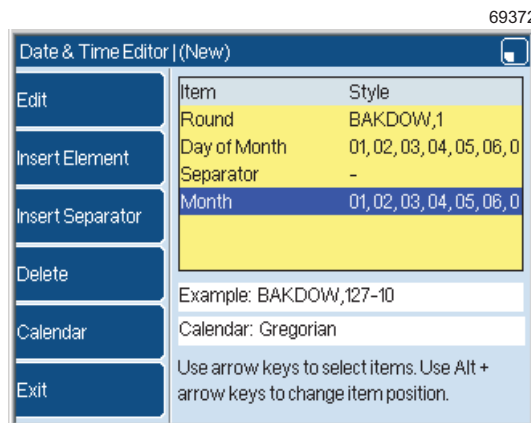 69372
Date & Time Editor | (New)
Edit
Insert Element
Insert Separator
Delete
Calendar
Exit
Item Style
Round BAKDOW,1
Day of Month 01, 02, 03, 04, 05, 06, 0
Separator -
Month 01, 02, 03, 04, 05, 06, 0
Example: BAKDOW,127-10
Calendar: Gregorian
Use arrow keys to select items. Use Alt +
arrow keys to change item position.